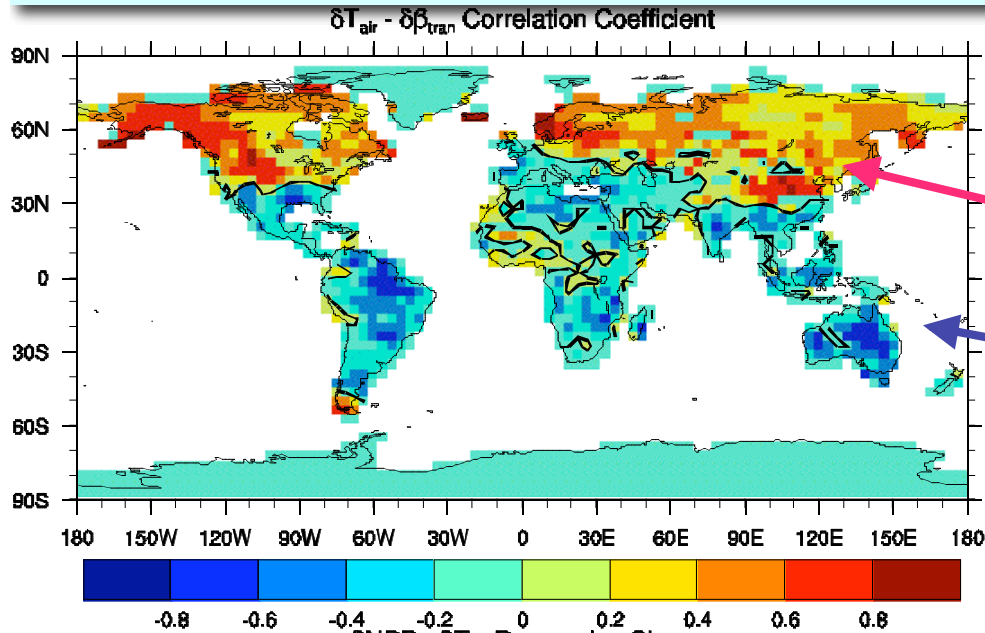 δT_air - δβ_tran Correlation Coefficient
90N
60N
30N
0
30S
60S
90S
180 150W 120W 90W 60W 30W 0 30E 60E 90E 120E 150E 180
-0.8 -0.6 -0.4 -0.2 0 0.2 0.4 0.6 0.8